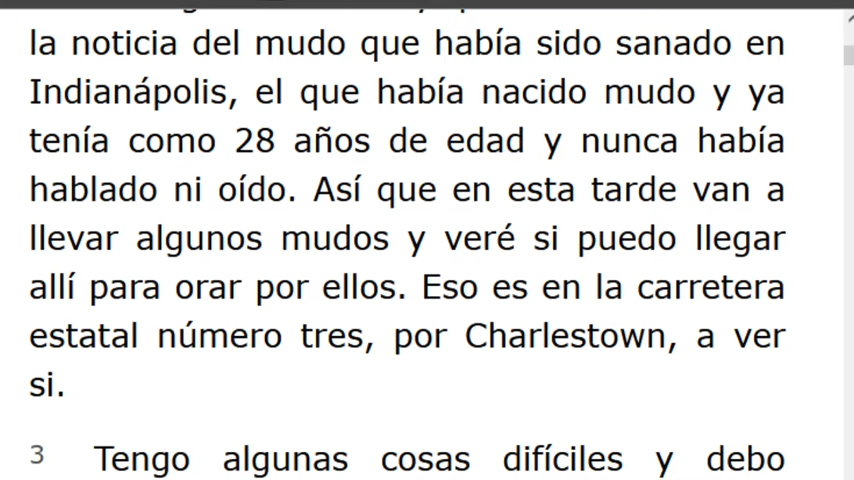 la noticia del mudo que había sido sanado en
Indianápolis, el que había nacido mudo y ya
tenía como 28 años de edad y nunca había
hablado ni oído. Así que en esta tarde van a
llevar algunos mudos y veré si puedo llegar
allí para orar por ellos. Eso es en la carretera
estatal número tres, por Charlestown, a ver
si.
3 Tengo algunas cosas difíciles y debo